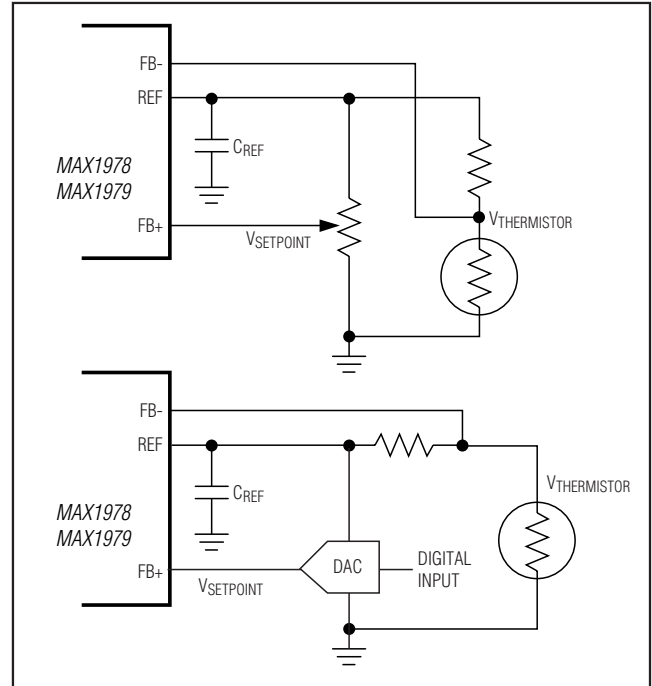 FB-
REF
CREF
MAX1978
MAX1979
VTHERMISTOR
FB+
VSETPOINT
FB-
REF
VTHERMISTOR
CREF
MAX1978
MAX1979
DAC
DIGITAL
INPUT
FB+
VSETPOINT